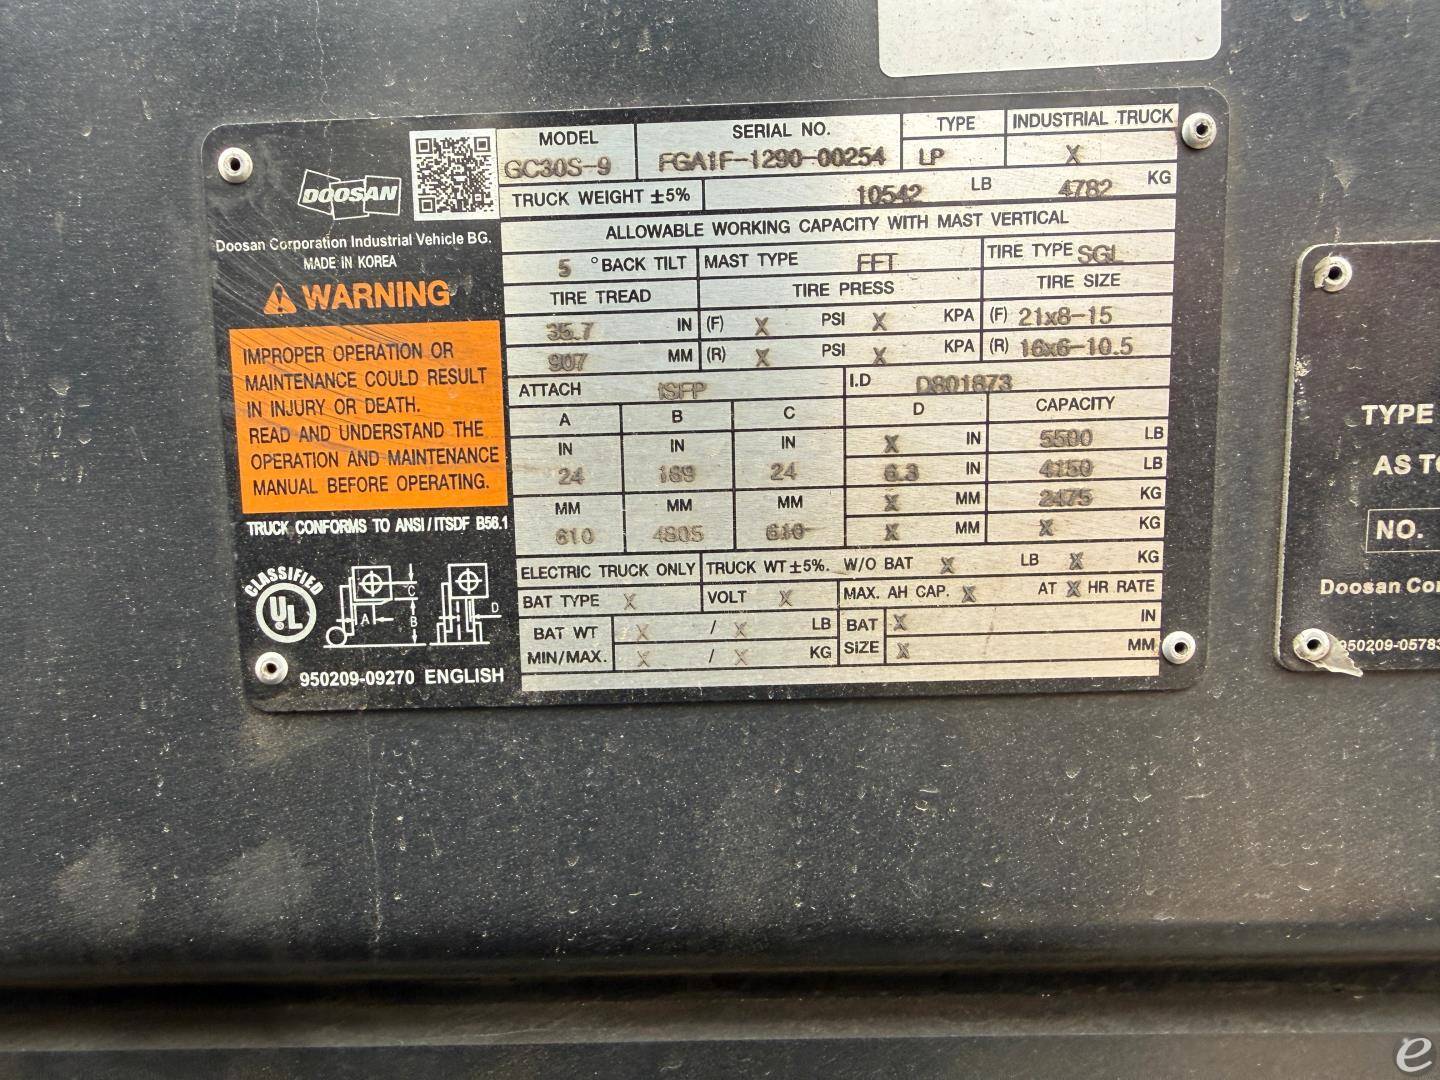 DOOSAN
Doosan Corporation Industrial Vehicle BG.
MADE IN KOREA
WARNING
IMPROPER OPERATION OR
MAINTENANCE COULD RESULT
IN INJURY OR DEATH.
READ AND UNDERSTAND THE
OPERATION AND MAINTENANCE
MANUAL BEFORE OPERATING.
TRUCK CONFORMS TO ANSI / ITSDF B56.1
CLASSIFIED
UL
A B C D
950209-09270 ENGLISH
MODEL SERIAL NO. TYPE INDUSTRIAL TRUCK
GC30S-9 FGA1F-1290-00254 LP X
TRUCK WEIGHT ±5% 10542 LB 4782 KG
ALLOWABLE WORKING CAPACITY WITH MAST VERTICAL
5 °BACK TILT MAST TYPE FFT TIRE TYPE SGL
TIRE TREAD TIRE PRESS TIRE SIZE
35.7 IN (F) X PSI X KPA (F) 21x8-15
907 MM (R) X PSI X KPA (R) 16x6-10.5
ATTACH ISFP I.D D801873
A B C D CAPACITY
IN IN IN X IN 5500 LB
24 189 24 6.3 IN 4150 LB
MM MM MM X MM 2475 KG
610 4805 610 X MM X KG
ELECTRIC TRUCK ONLY TRUCK WT ±5%. W/O BAT X LB X KG
BAT TYPE X VOLT X MAX. AH CAP. X AT X HR RATE
BAT WT X / X LB BAT X IN
MIN/MAX. X / X KG SIZE X MM
TYPE
AS TO
NO.
Doosan Cor
950209-0578
e